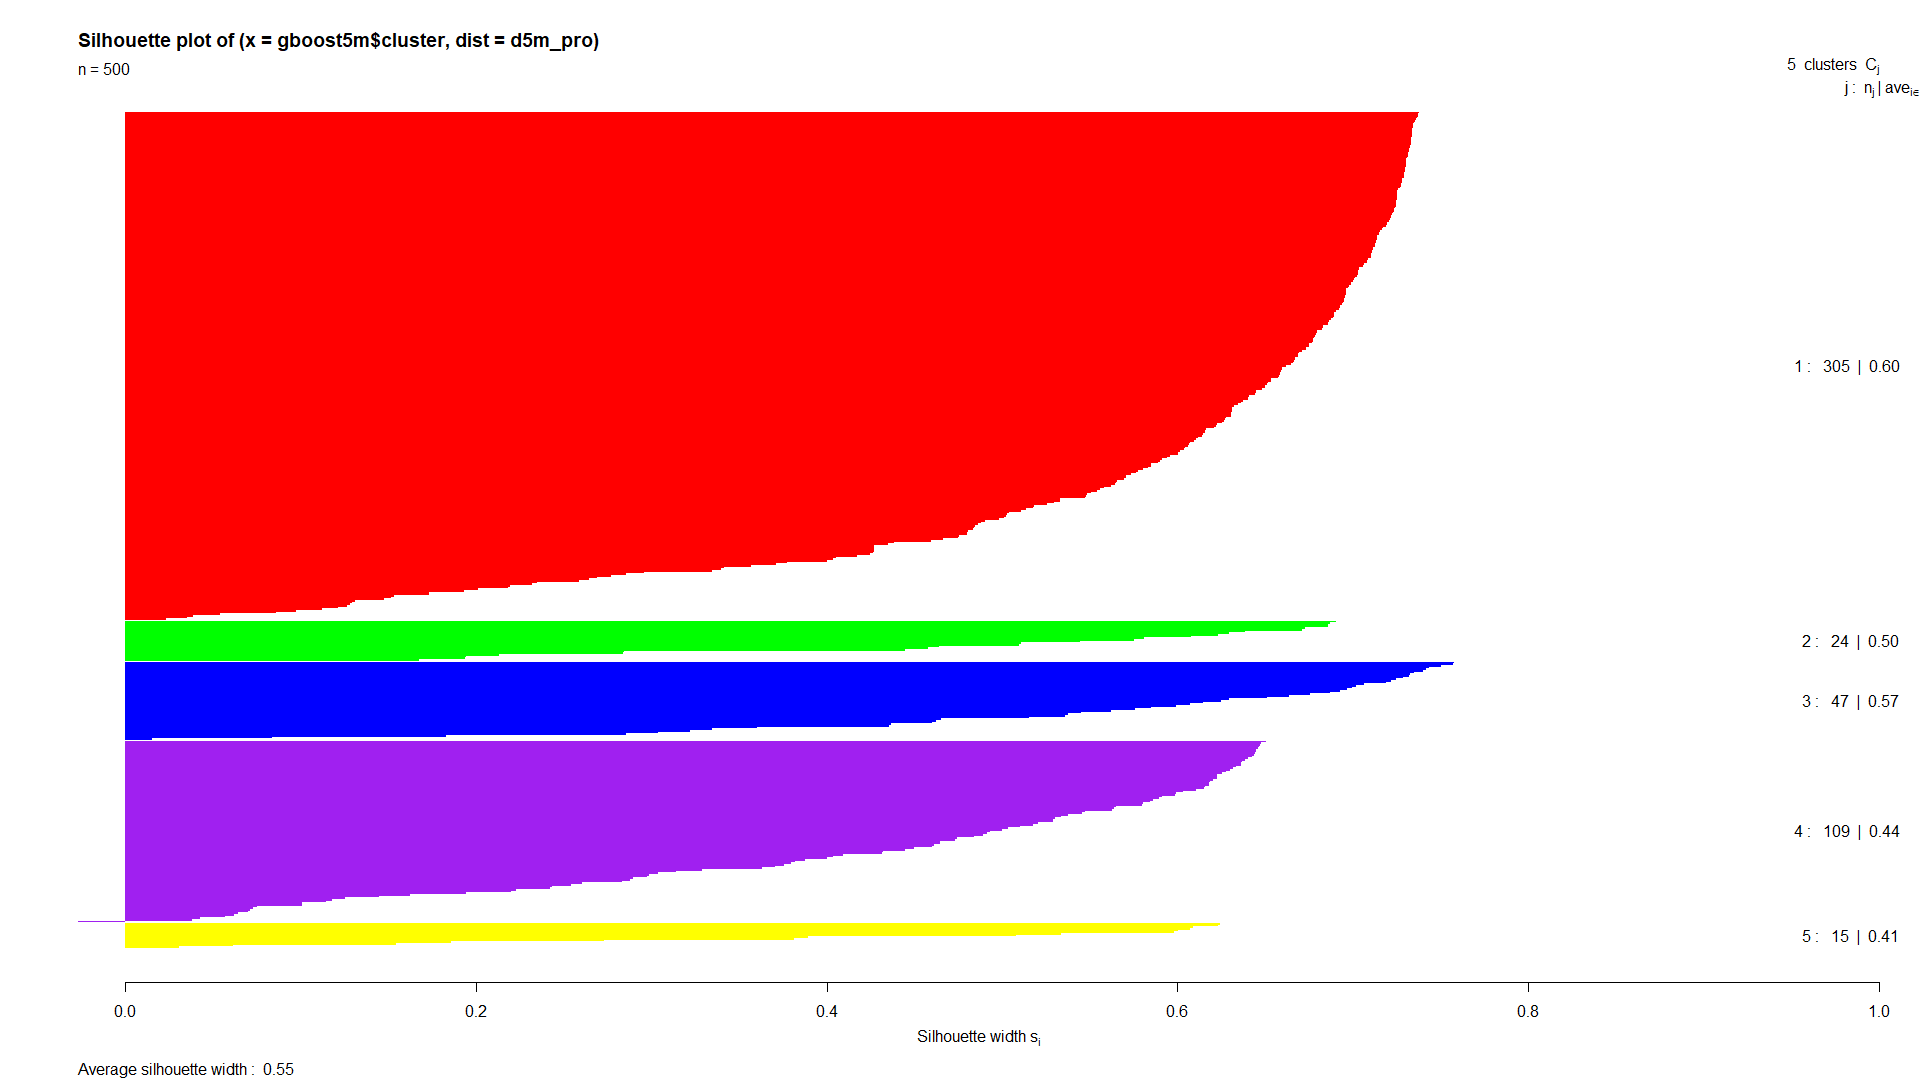 Silhouette plot of (x = gboost5m$cluster, dist = d5m_pro)
n = 500
5 clusters Cj
j : nj | avei∈
1 : 305 | 0.60
2 : 24 | 0.50
3 : 47 | 0.57
4 : 109 | 0.44
5 : 15 | 0.41
0.0 0.2 0.4 0.6 0.8 1.0
Silhouette width si
Average silhouette width : 0.55